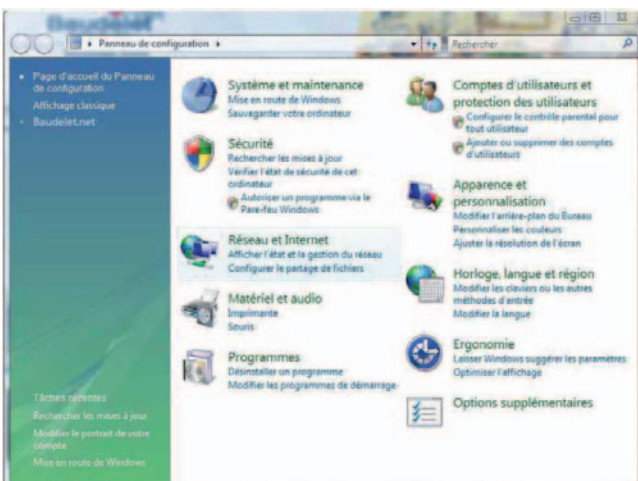 Baudelet
Panneau de configuration
Rechercher
Page d'accueil du Panneau
de configuration
Affichage classique
Baudelet.net
Tâches récentes
Rechercher les mises à jour
Modifier le portrait de votre
compte
Mise en route de Windows
Système et maintenance
Mise en route de Windows
Sauvegarder votre ordinateur
Sécurité
Rechercher les mises à jour
Vérifier l'état de sécurité de cet
ordinateur
Autoriser un programme via le
Pare-feu Windows
Réseau et Internet
Afficher l'état et la gestion du réseau
Configurer le partage de fichiers
Matériel et audio
Imprimante
Souris
Programmes
Désinstaller un programme
Modifier les programmes de démarrage
Comptes d'utilisateurs et
protection des utilisateurs
Configurer le contrôle parental pour
tout utilisateur
Ajouter ou supprimer des comptes
d'utilisateurs
Apparence et
personnalisation
Modifier l'arrière-plan du Bureau
Personnaliser les couleurs
Ajuster la résolution de l'écran
Horloge, langue et région
Modifier les claviers ou les autres
méthodes d'entrée
Modifier la langue
Ergonomie
Laisser Windows suggérer les paramètres
Optimiser l'affichage
Options supplémentaires